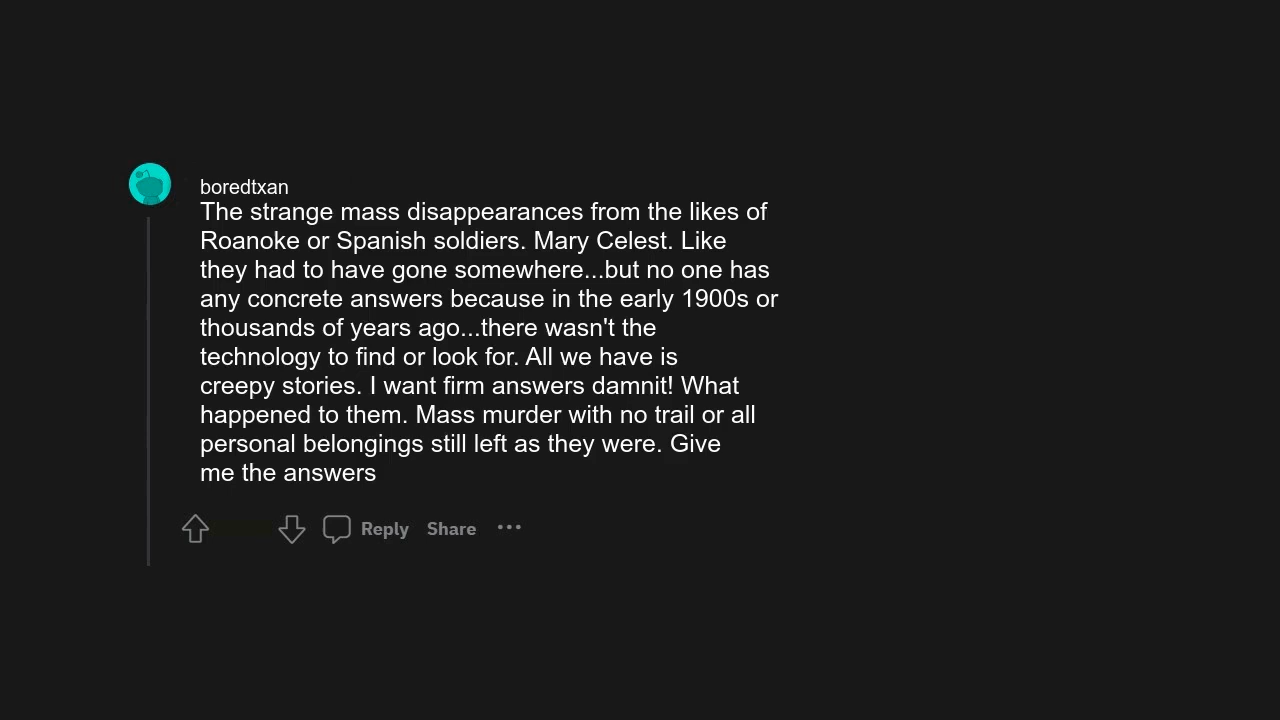 boredtxan
The strange mass disappearances from the likes of
Roanoke or Spanish soldiers. Mary Celest. Like
they had to have gone somewhere...but no one has
any concrete answers because in the early 1900s or
thousands of years ago...there wasn't the
technology to find or look for. All we have is
creepy stories. I want firm answers damnit! What
happened to them. Mass murder with no trail or all
personal belongings still left as they were. Give
me the answers
Reply Share